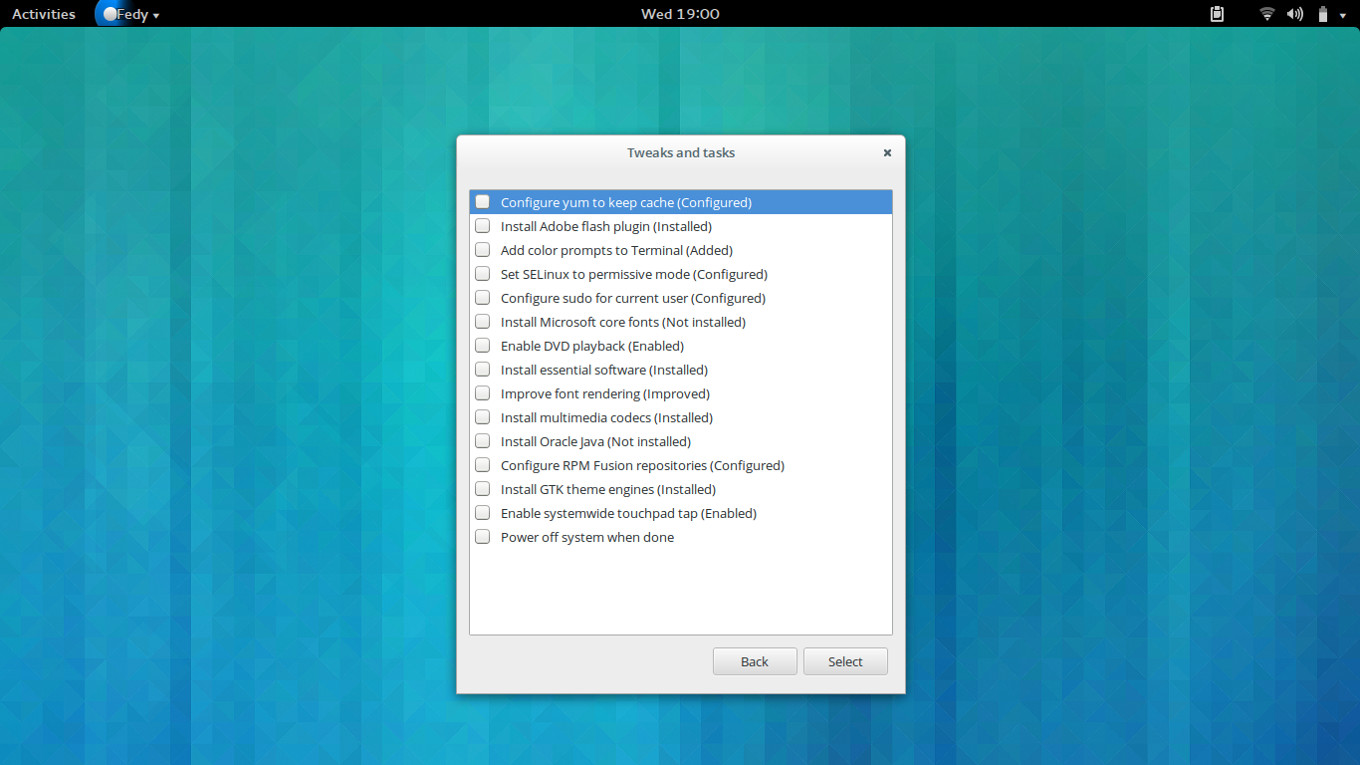 Activities
Fedy
Wed 19:00
Tweaks and tasks
Configure yum to keep cache (Configured)
Install Adobe flash plugin (Installed)
Add color prompts to Terminal (Added)
Set SELinux to permissive mode (Configured)
Configure sudo for current user (Configured)
Install Microsoft core fonts (Not installed)
Enable DVD playback (Enabled)
Install essential software (Installed)
Improve font rendering (Improved)
Install multimedia codecs (Installed)
Install Oracle Java (Not installed)
Configure RPM Fusion repositories (Configured)
Install GTK theme engines (Installed)
Enable systemwide touchpad tap (Enabled)
Power off system when done
Back
Select